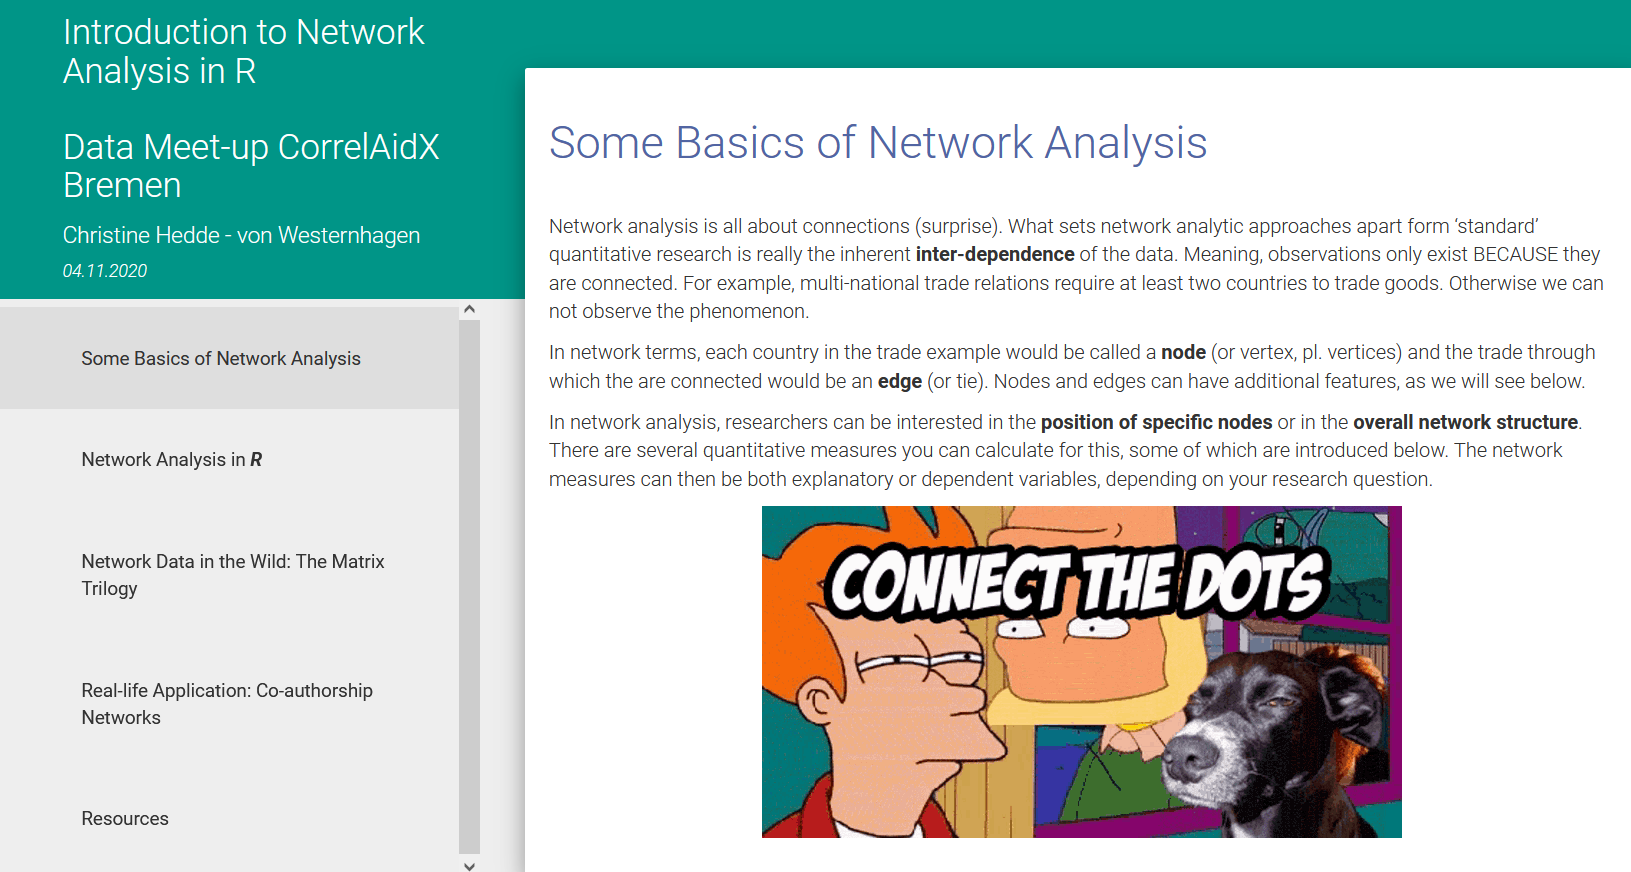 Introduction to Network
Analysis in R
Data Meet-up CorrelAidX
Bremen
Christine Hedde - von Westernhagen
04.11.2020
Some Basics of Network Analysis
Network Analysis in R
Network Data in the Wild: The Matrix
Trilogy
Real-life Application: Co-authorship
Networks
Resources
Some Basics of Network Analysis
Network analysis is all about connections (surprise). What sets network analytic approaches apart form ‘standard’
quantitative research is really the inherent inter-dependence of the data. Meaning, observations only exist BECAUSE they
are connected. For example, multi-national trade relations require at least two countries to trade goods. Otherwise we can
not observe the phenomenon.
In network terms, each country in the trade example would be called a node (or vertex, pl. vertices) and the trade through
which the are connected would be an edge (or tie). Nodes and edges can have additional features, as we will see below.
In network analysis, researchers can be interested in the position of specific nodes or in the overall network structure.
There are several quantitative measures you can calculate for this, some of which are introduced below. The network
measures can then be both explanatory or dependent variables, depending on your research question.
CONNECT THE DOTS